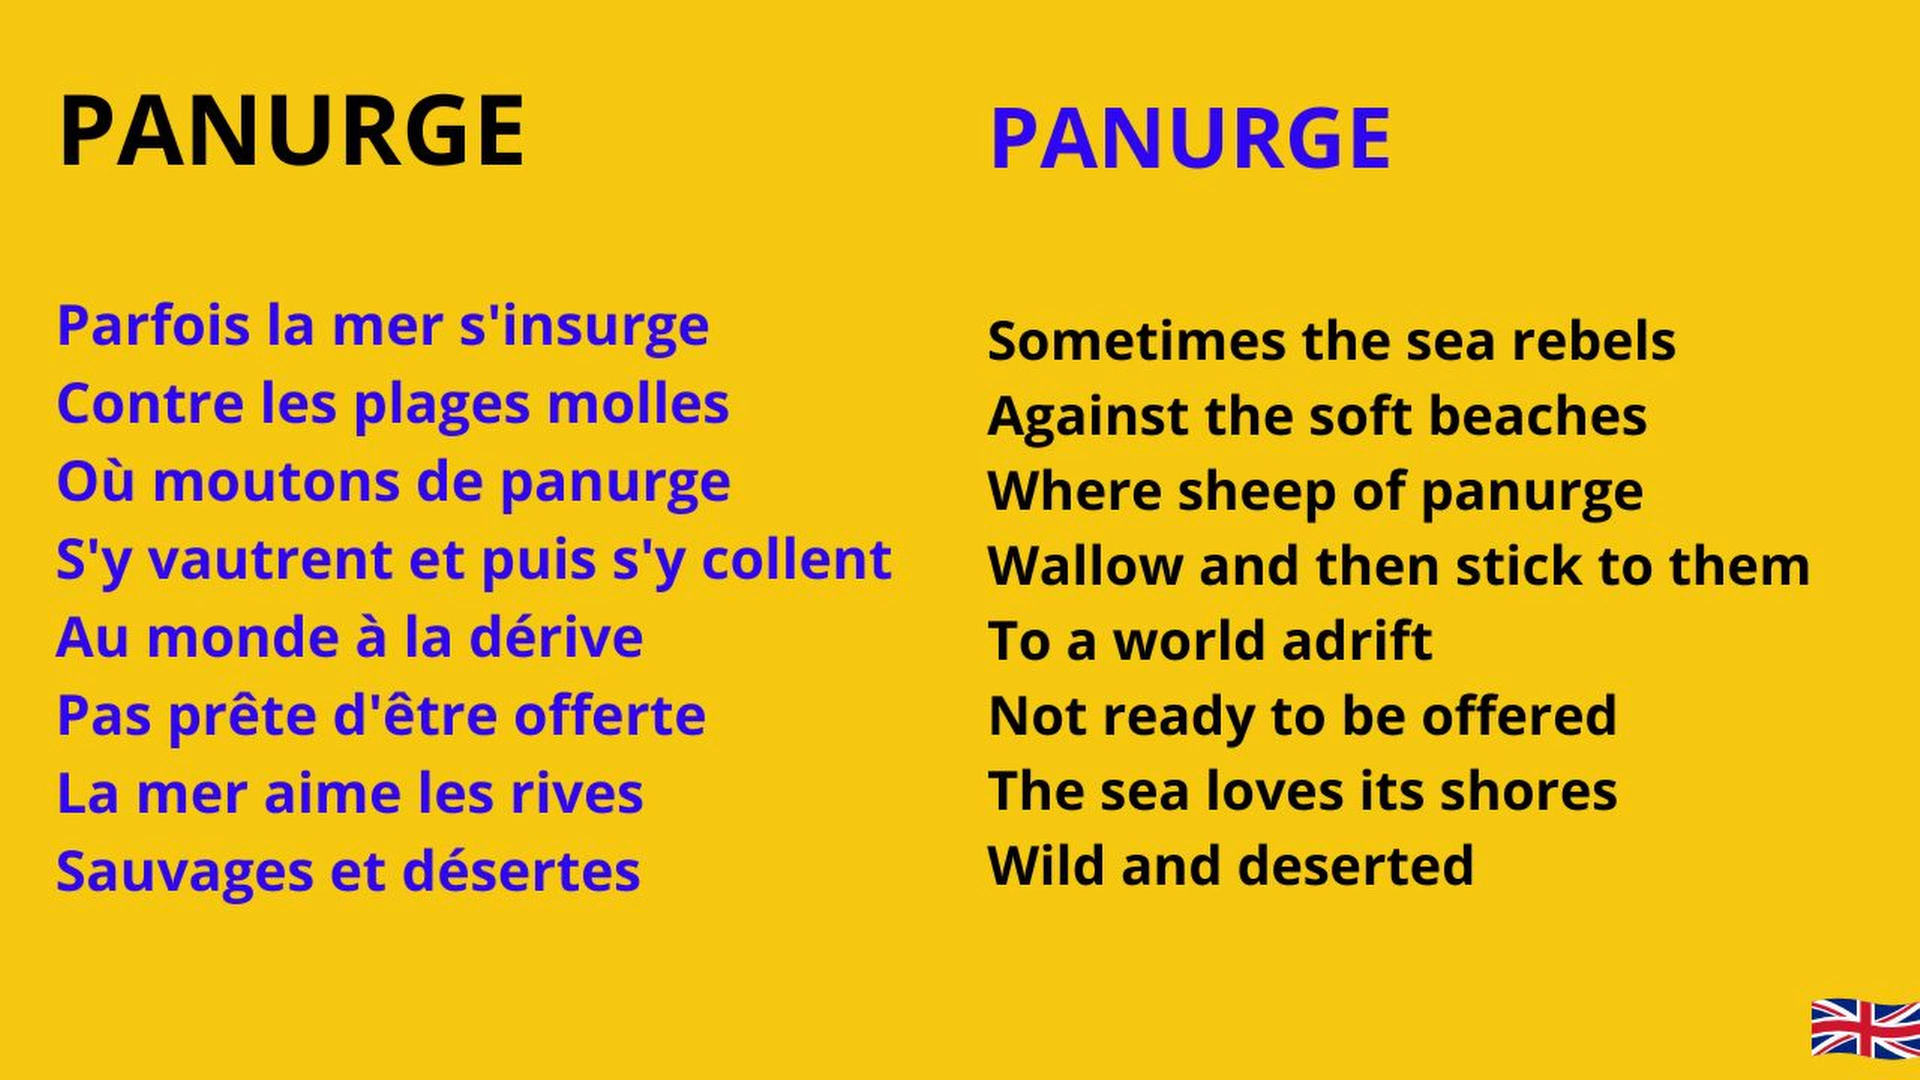 PANURGE
Parfois la mer s'insurge
Contre les plages molles
Où moutons de panurge
S'y vautrent et puis s'y collent
Au monde à la dérive
Pas prête d'être offerte
La mer aime les rives
Sauvages et désertes
PANURGE
Sometimes the sea rebels
Against the soft beaches
Where sheep of panurge
Wallow and then stick to them
To a world adrift
Not ready to be offered
The sea loves its shores
Wild and deserted